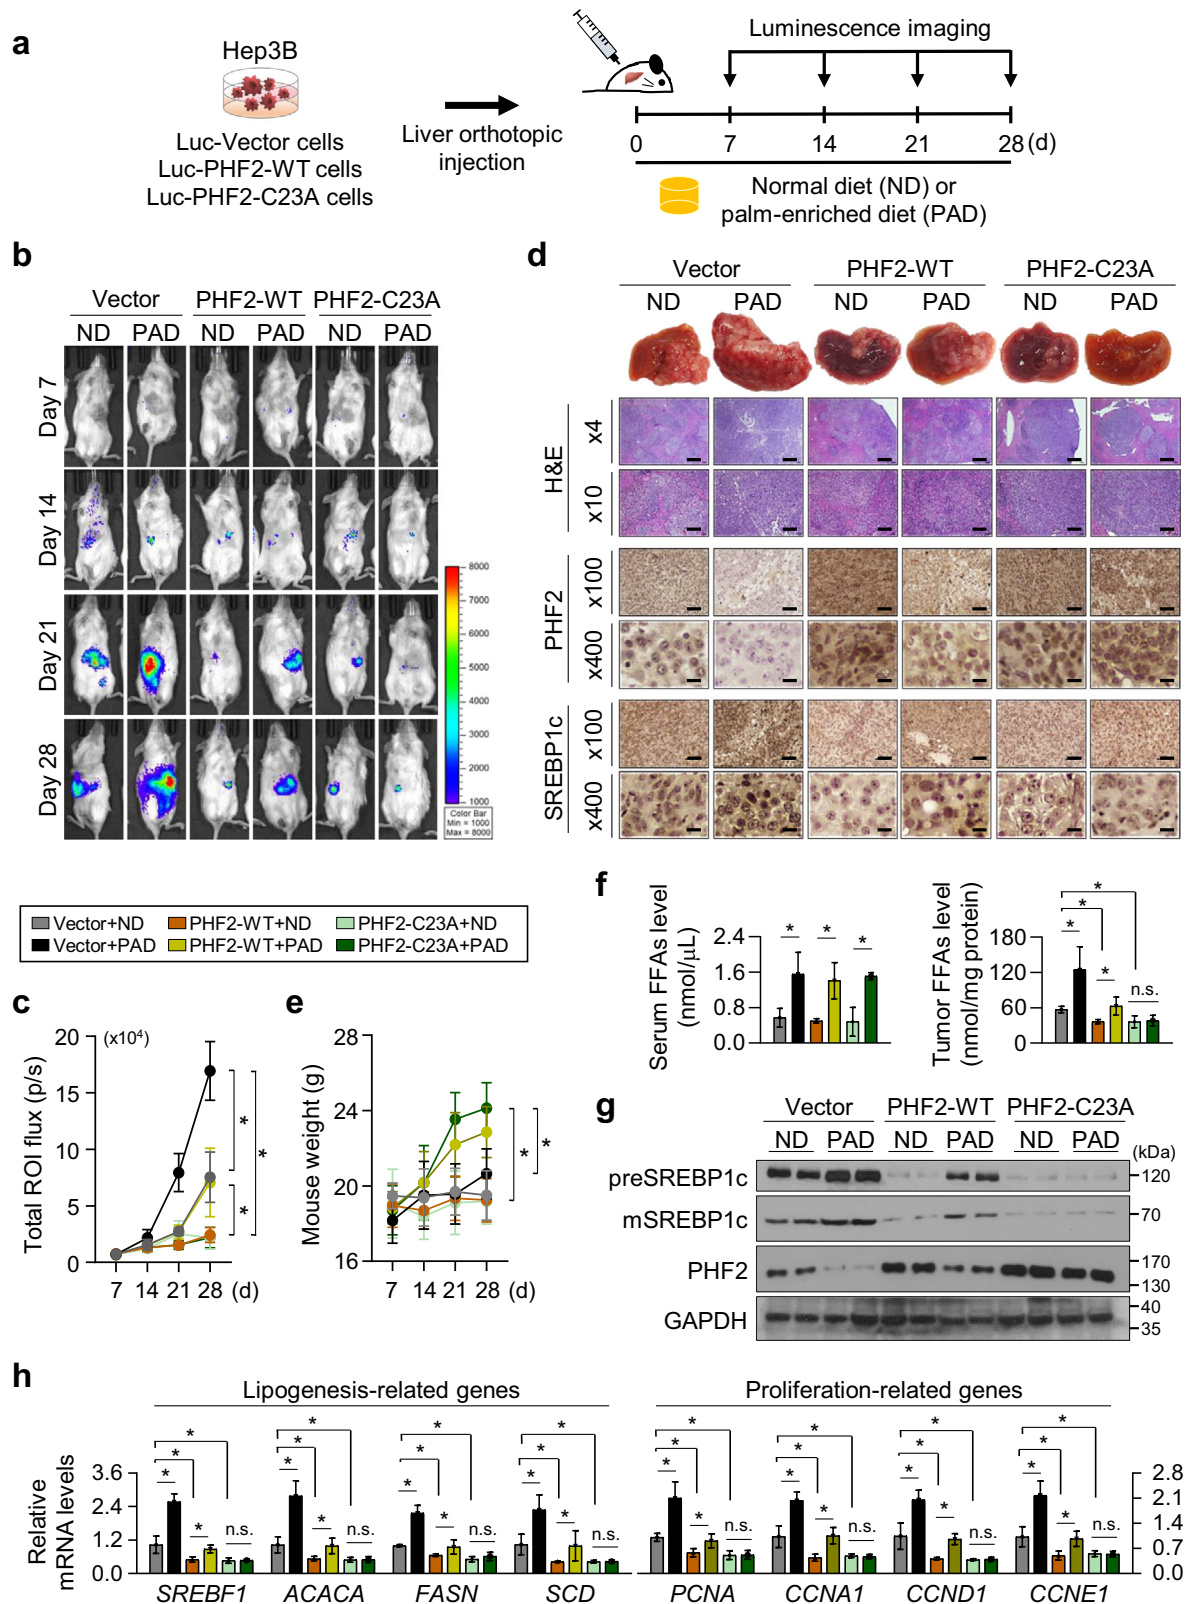 a
Hep3B
Luc-Vector cells
Luc-PHF2-WT cells
Luc-PHF2-C23A cells
Liver orthotopic
injection
Luminescence imaging
0 7 14 21 28 (d)
Normal diet (ND) or
palm-enriched diet (PAD)
b
Vector PHF2-WT PHF2-C23A
ND PAD ND PAD ND PAD
Day 7
Day 14
Day 21
Day 28
8000
7000
6000
5000
4000
3000
2000
1000
Color Bar
Min = 1000
Max = 8000
d
Vector PHF2-WT PHF2-C23A
ND PAD ND PAD ND PAD
H&E
x4
x10
PHF2
x100
x400
SREBP1c
x100
x400
Vector+ND PHF2-WT+ND PHF2-C23A+ND
Vector+PAD PHF2-WT+PAD PHF2-C23A+PAD
c
Total ROI flux (p/s)
(x10⁴)
20
15
10
5
0
7 14 21 28 (d)
*
*
*
e
Mouse weight (g)
28
24
20
16
7 14 21 28 (d)
*
*
f
Serum FFAs level
(nmol/μL)
2.4
1.6
0.8
0.0
* * *
Tumor FFAs level
(nmol/mg protein)
180
120
60
0
*
*
* * n.s.
g
Vector PHF2-WT PHF2-C23A
ND PAD ND PAD ND PAD
(kDa)
preSREBP1c 120
mSREBP1c 70
PHF2 170
130
GAPDH 40
35
h
Lipogenesis-related genes Proliferation-related genes
Relative
mRNA levels
3.6
2.4
1.2
0.0
2.8
2.1
1.4
0.7
0.0
* * * * * * * *
* * * * * * * *
* * * * * * * *
* n.s. * n.s. * n.s. * n.s. * n.s. * n.s. * n.s. * n.s.
SREBF1 ACACA FASN SCD PCNA CCNA1 CCND1 CCNE1